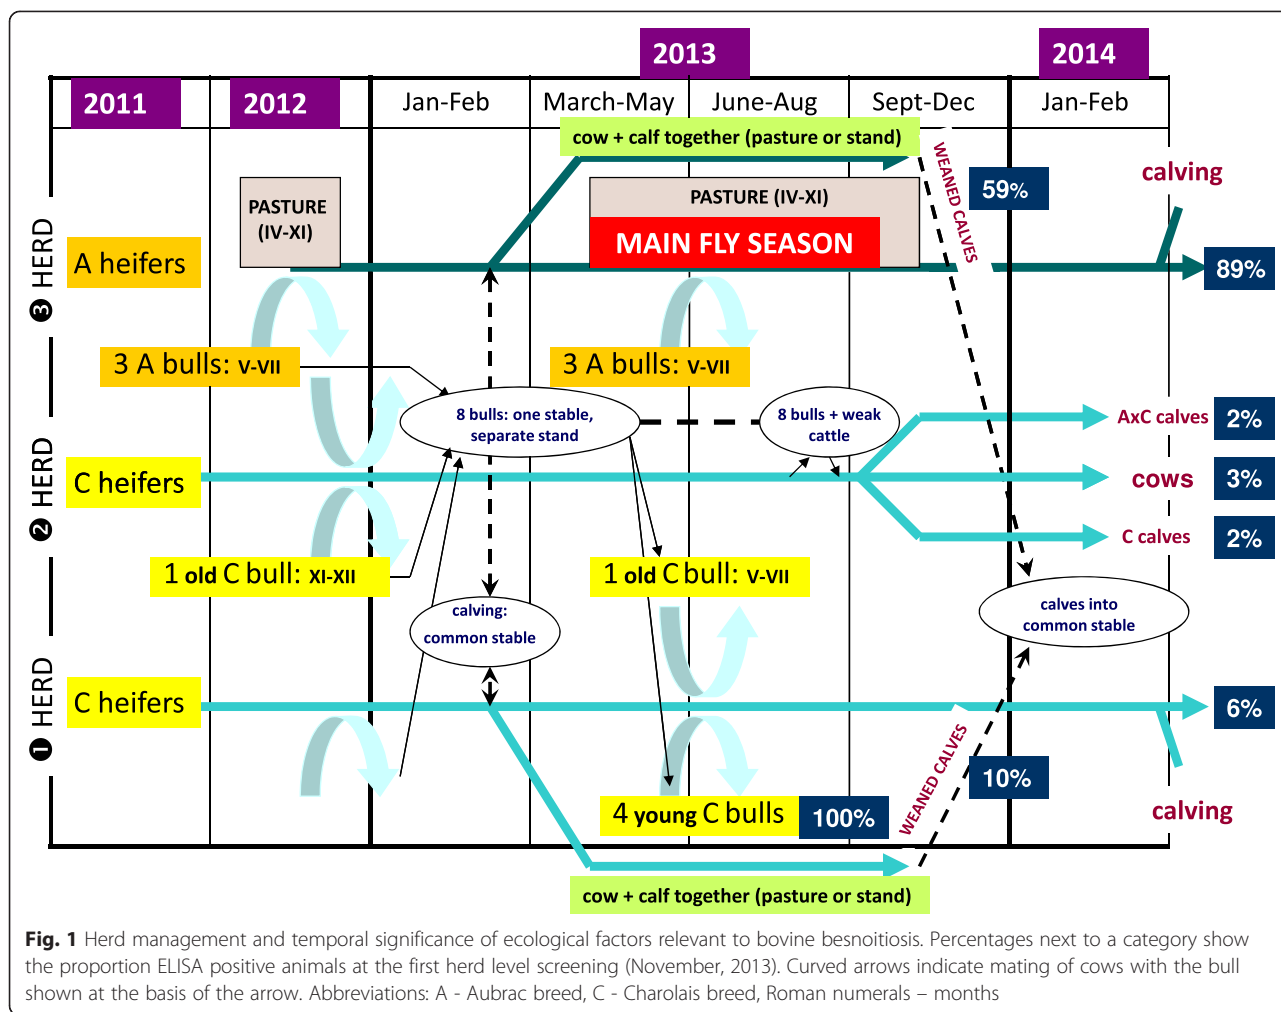 2013
2014
2011
2012
Jan-Feb
March-May
June-Aug
Sept-Dec
Jan-Feb
cow + calf together (pasture or stand)
WEANED CALVES
59%
calving
PASTURE
(IV-XI)
PASTURE (IV-XI)
MAIN FLY SEASON
❸ HERD
A heifers
89%
3 A bulls: V-VII
3 A bulls: V-VII
8 bulls: one stable,
separate stand
8 bulls + weak
cattle
AxC calves
2%
❷ HERD
C heifers
cows
3%
C calves
2%
1 old C bull: XI-XII
1 old C bull: V-VII
calving:
common stable
calves into
common stable
❶ HERD
C heifers
6%
WEANED CALVES
10%
4 young C bulls
100%
calving
cow + calf together (pasture or stand)
Fig. 1 Herd management and temporal significance of ecological factors relevant to bovine besnoitiosis. Percentages next to a category show
the proportion ELISA positive animals at the first herd level screening (November, 2013). Curved arrows indicate mating of cows with the bull
shown at the basis of the arrow. Abbreviations: A - Aubrac breed, C - Charolais breed, Roman numerals – months